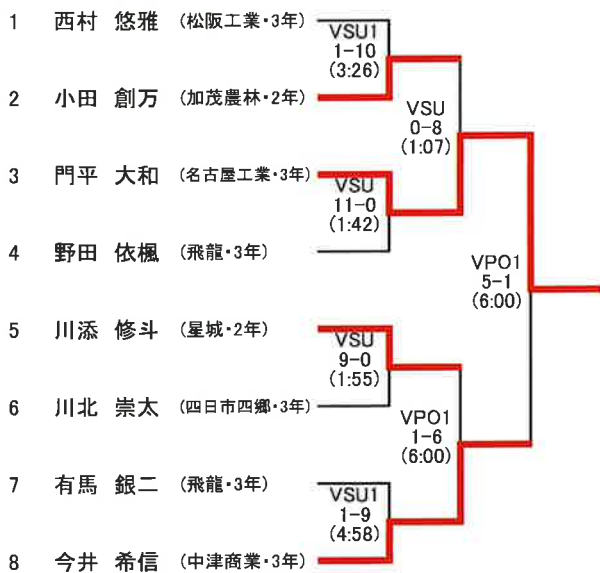 1 西村 悠雅 (松阪工業・3年)
VSU1
1-10
(3:26)
2 小田 創万 (加茂農林・2年)
VSU
0-8
(1:07)
3 門平 大和 (名古屋工業・3年)
VSU
11-0
(1:42)
4 野田 依楓 (飛龍・3年)
VPO1
5-1
(6:00)
5 川添 修斗 (星城・2年)
VSU
9-0
(1:55)
6 川北 崇太 (四日市四郷・3年)
VPO1
1-6
(6:00)
7 有馬 銀二 (飛龍・3年)
VSU1
1-9
(4:58)
8 今井 希信 (中津商業・3年)